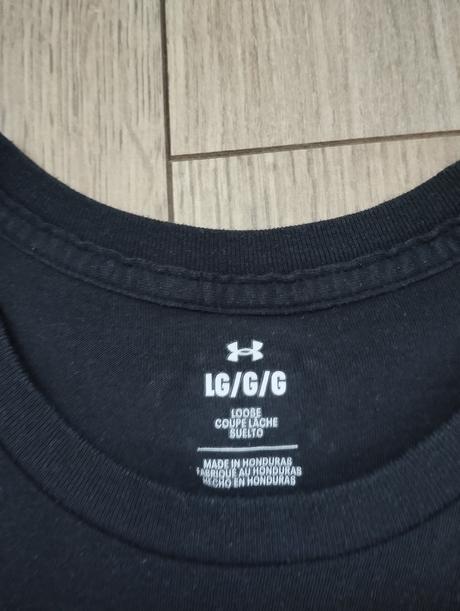 LG/G/G
LOOSE
COUPE LÂCHE
SUELTO
MADE IN HONDURAS
FABRIQUÉ AU HONDURAS
HECHO EN HONDURAS